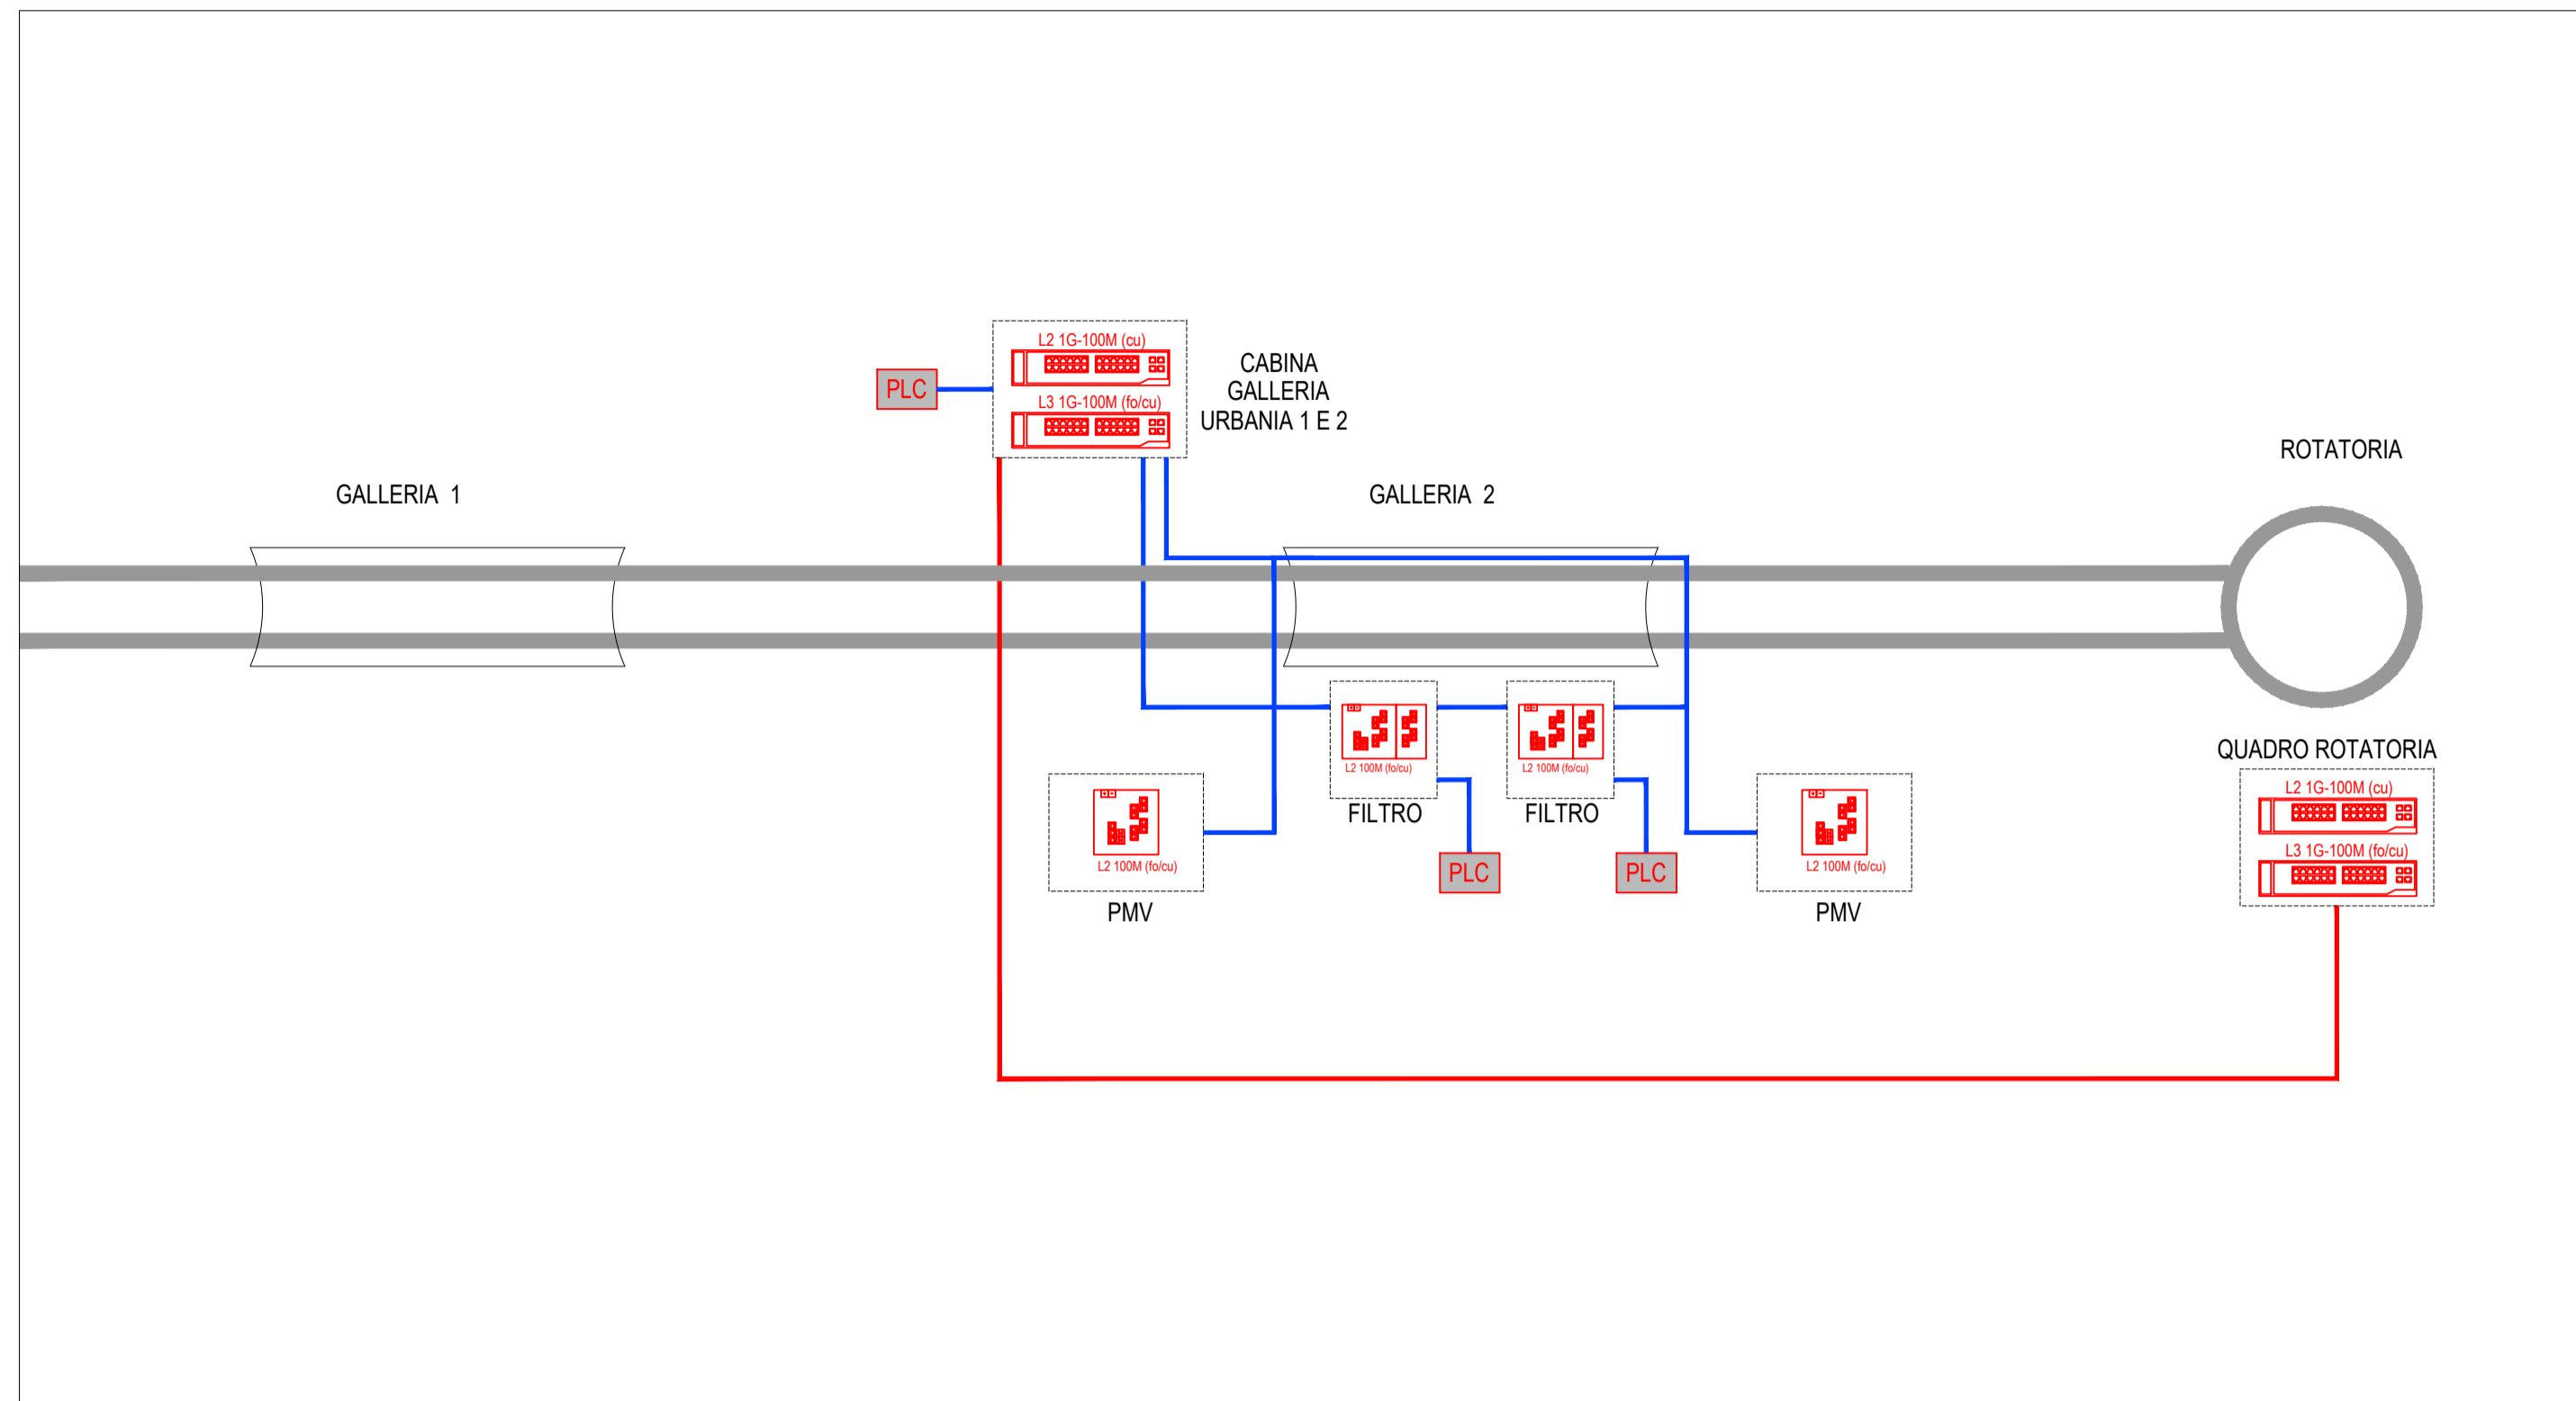 L2 1G-100M (cu)
PLC
L3 1G-100M (fo/cu)
CABINA
GALLERIA
URBANIA 1 E 2
ROTATORIA
GALLERIA 1
GALLERIA 2
QUADRO ROTATORIA
L2 100M (fo/cu)
L2 100M (fo/cu)
FILTRO
FILTRO
L2 1G-100M (cu)
L3 1G-100M (fo/cu)
L2 100M (fo/cu)
PLC
PLC
L2 100M (fo/cu)
PMV
PMV